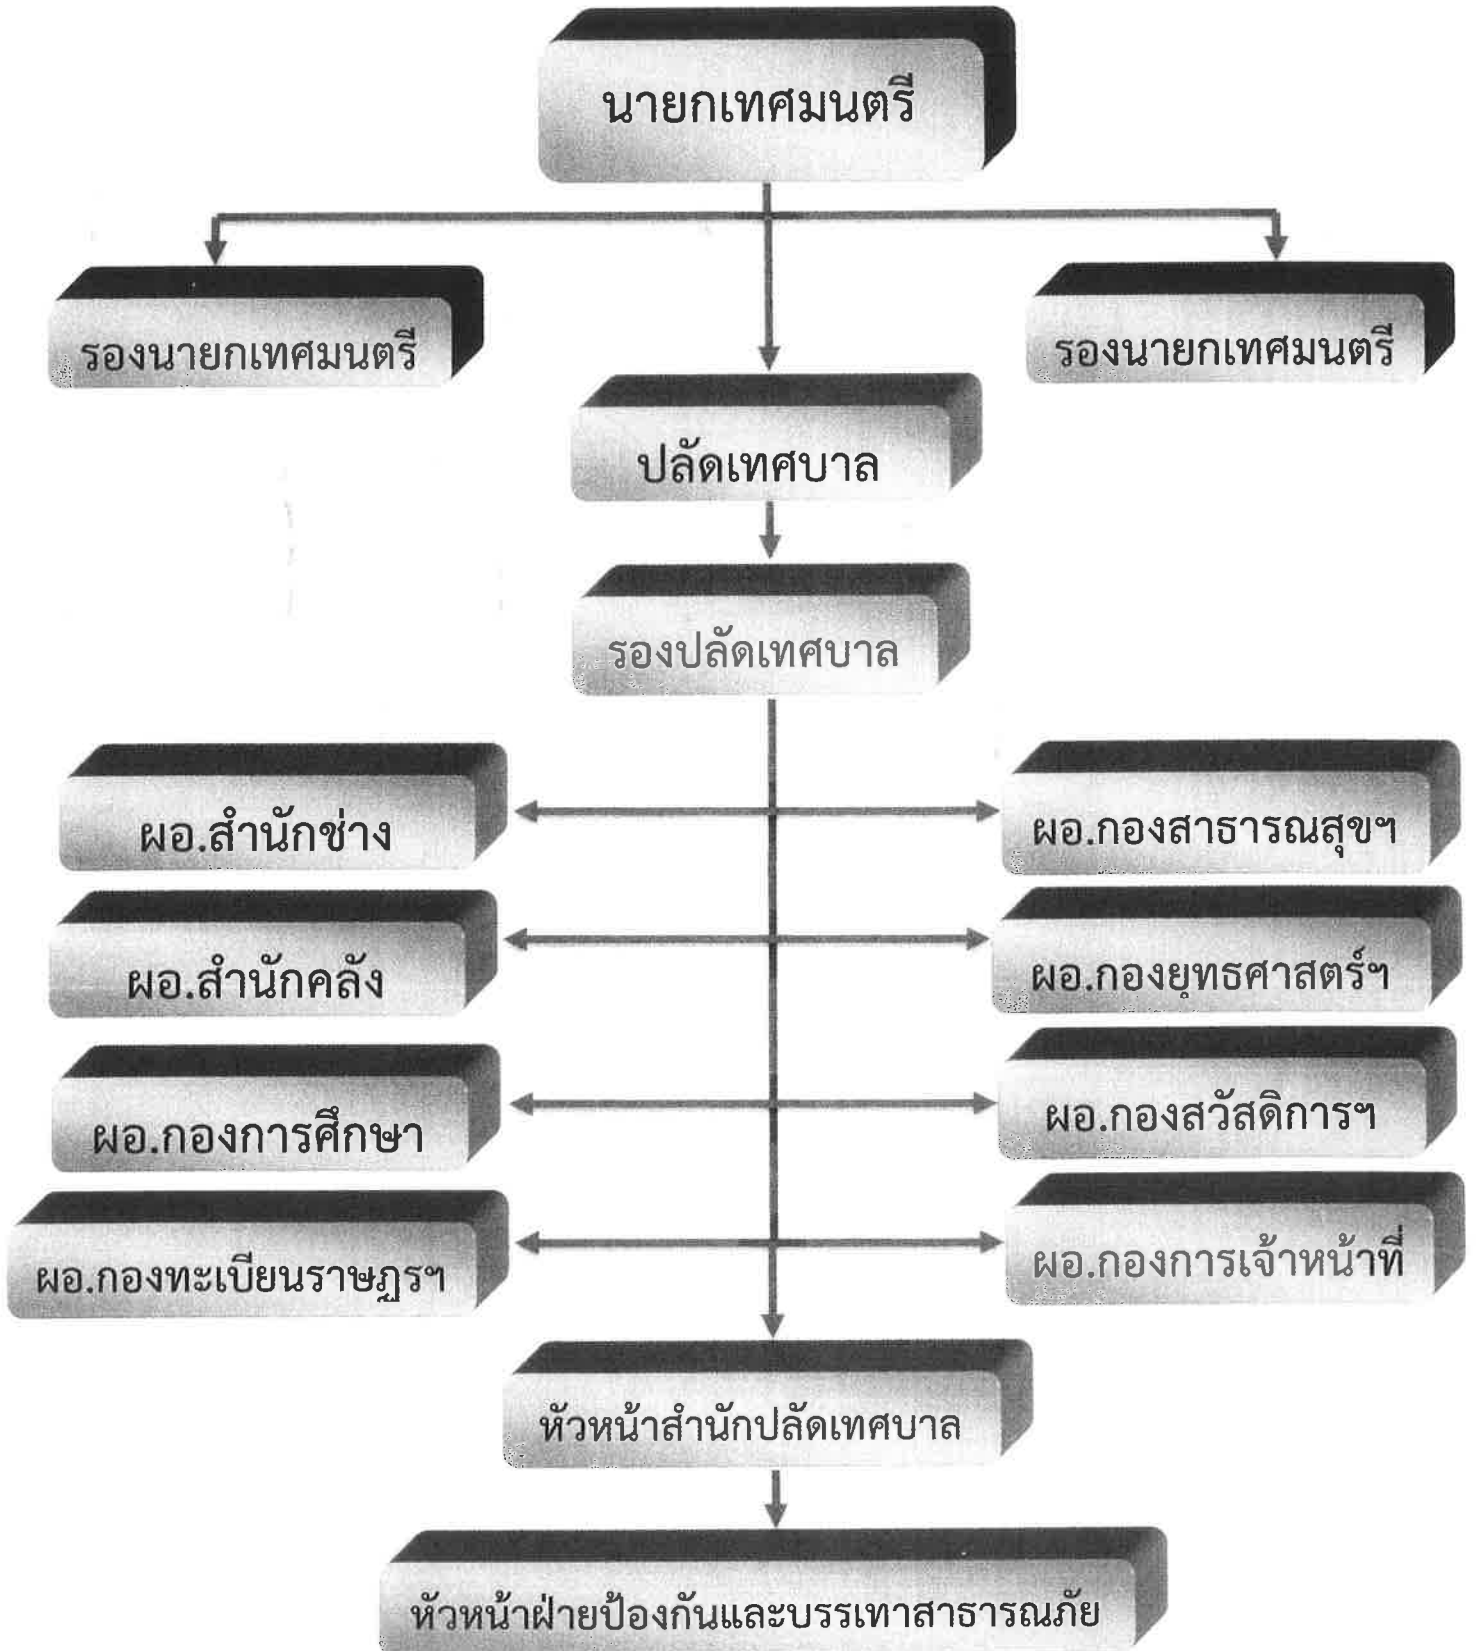 นายกเทศมนตรี
รองนายกเทศมนตรี
รองนายกเทศมนตรี
ปลัดเทศบาล
รองปลัดเทศบาล
ผอ.สำนักช่าง
ผอ.กองสาธารณสุขฯ
ผอ.สำนักคลัง
ผอ.กองยุทธศาสตร์ฯ
ผอ.กองการศึกษา
ผอ.กองสวัสดิการฯ
ผอ.กองทะเบียนราษฎรฯ
ผอ.กองการเจ้าหน้าที่
หัวหน้าสำนักปลัดเทศบาล
หัวหน้าฝ่ายป้องกันและบรรเทาสาธารณภัย